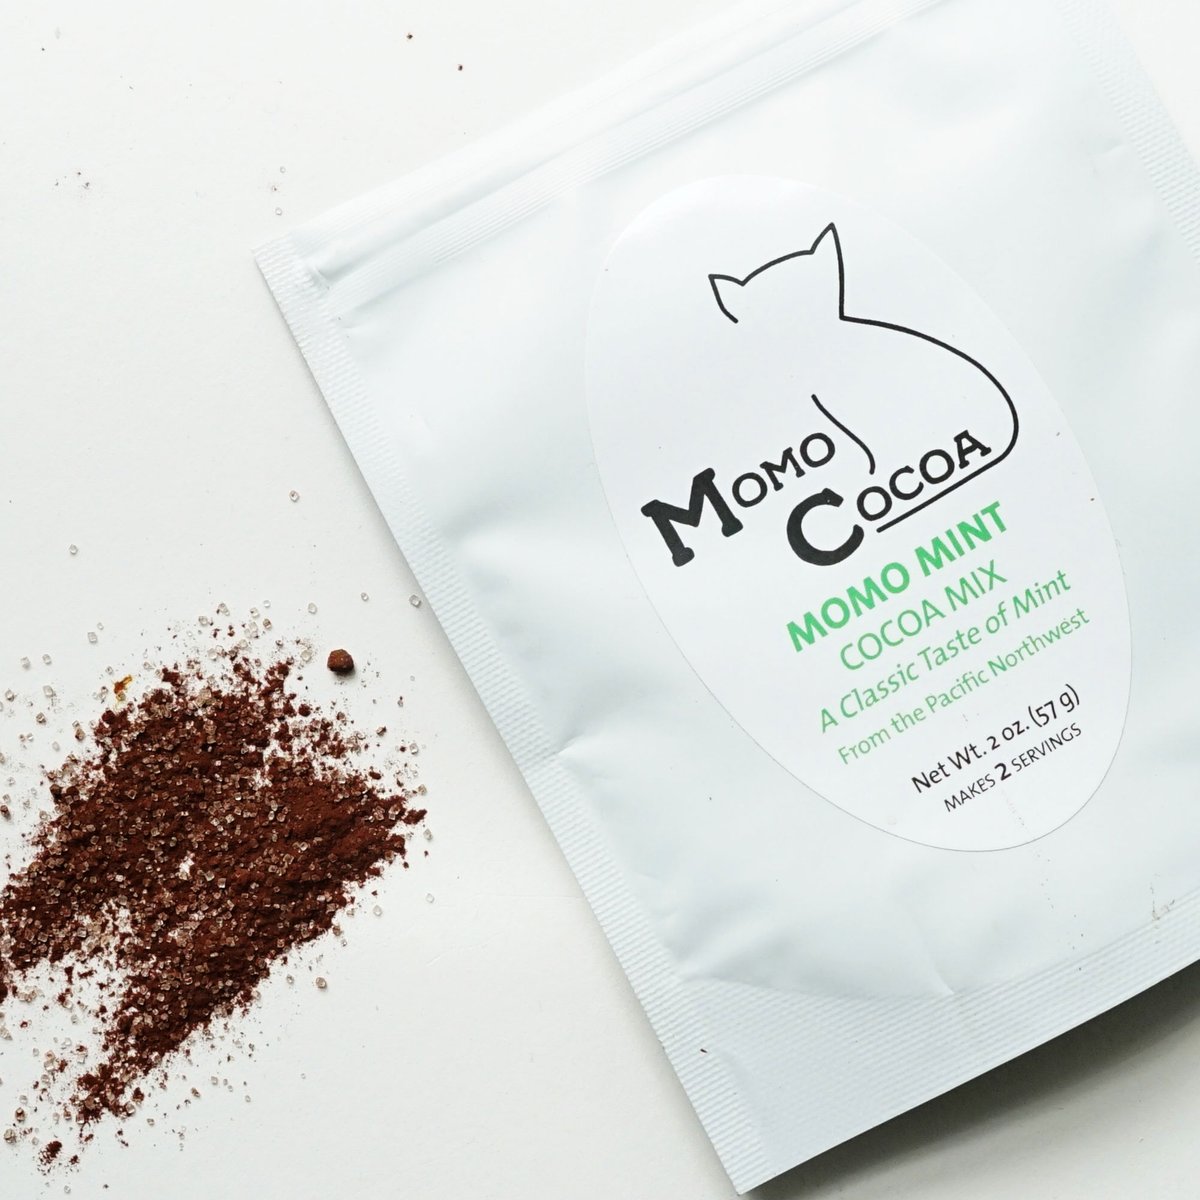 Momo
Cocoa
MOMO MINT
COCOA MIX
A Classic Taste of Mint
From the Pacific Northwest
Net Wt. 2 oz. (57 g)
MAKES 2 SERVINGS